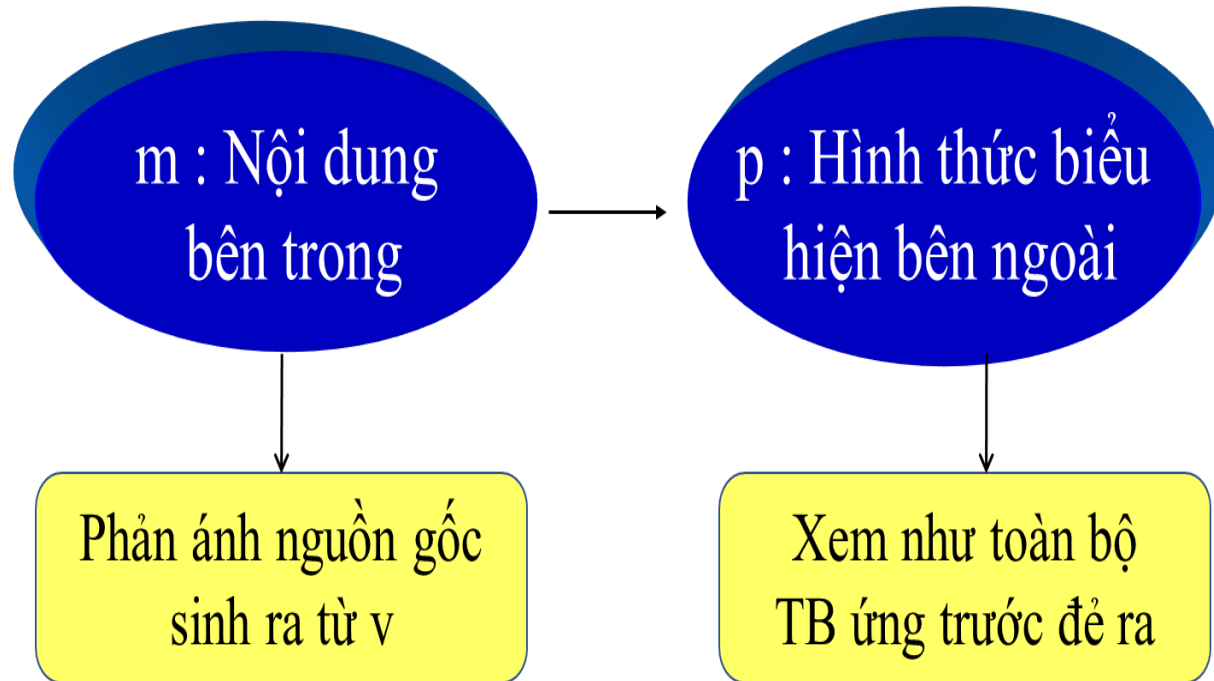 m : Nội dung
bên trong
p : Hình thức biểu
hiện bên ngoài
Phản ánh nguồn gốc
sinh ra từ v
Xem như toàn bộ
TB ứng trước đẻ ra